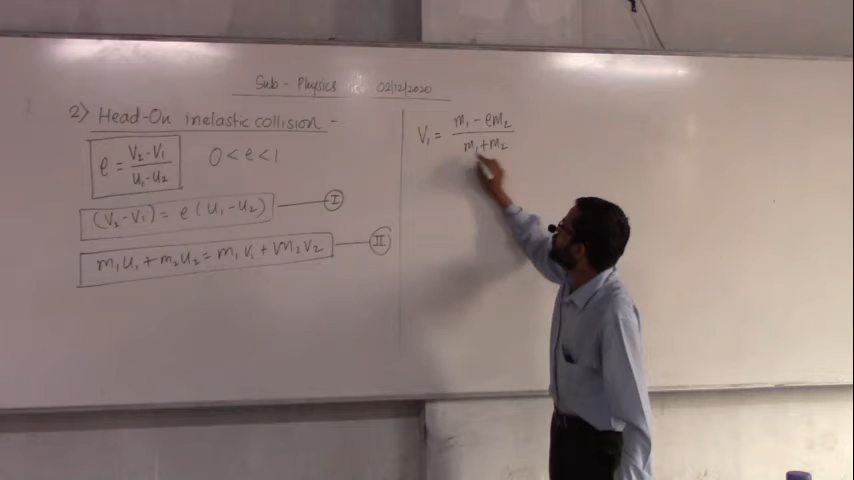 Sub - Physics 02/12/2020
2) Head-On inelastic collision -
e = (V₂-V₁)/(u₁-u₂) 0 < e < 1
(V₂-V₁) = e (u₁-u₂) — I
m₁u₁ + m₂u₂ = m₁v₁ + m₂v₂ — II
V₁ = (m₁ - em₂)/(m₁+m₂)